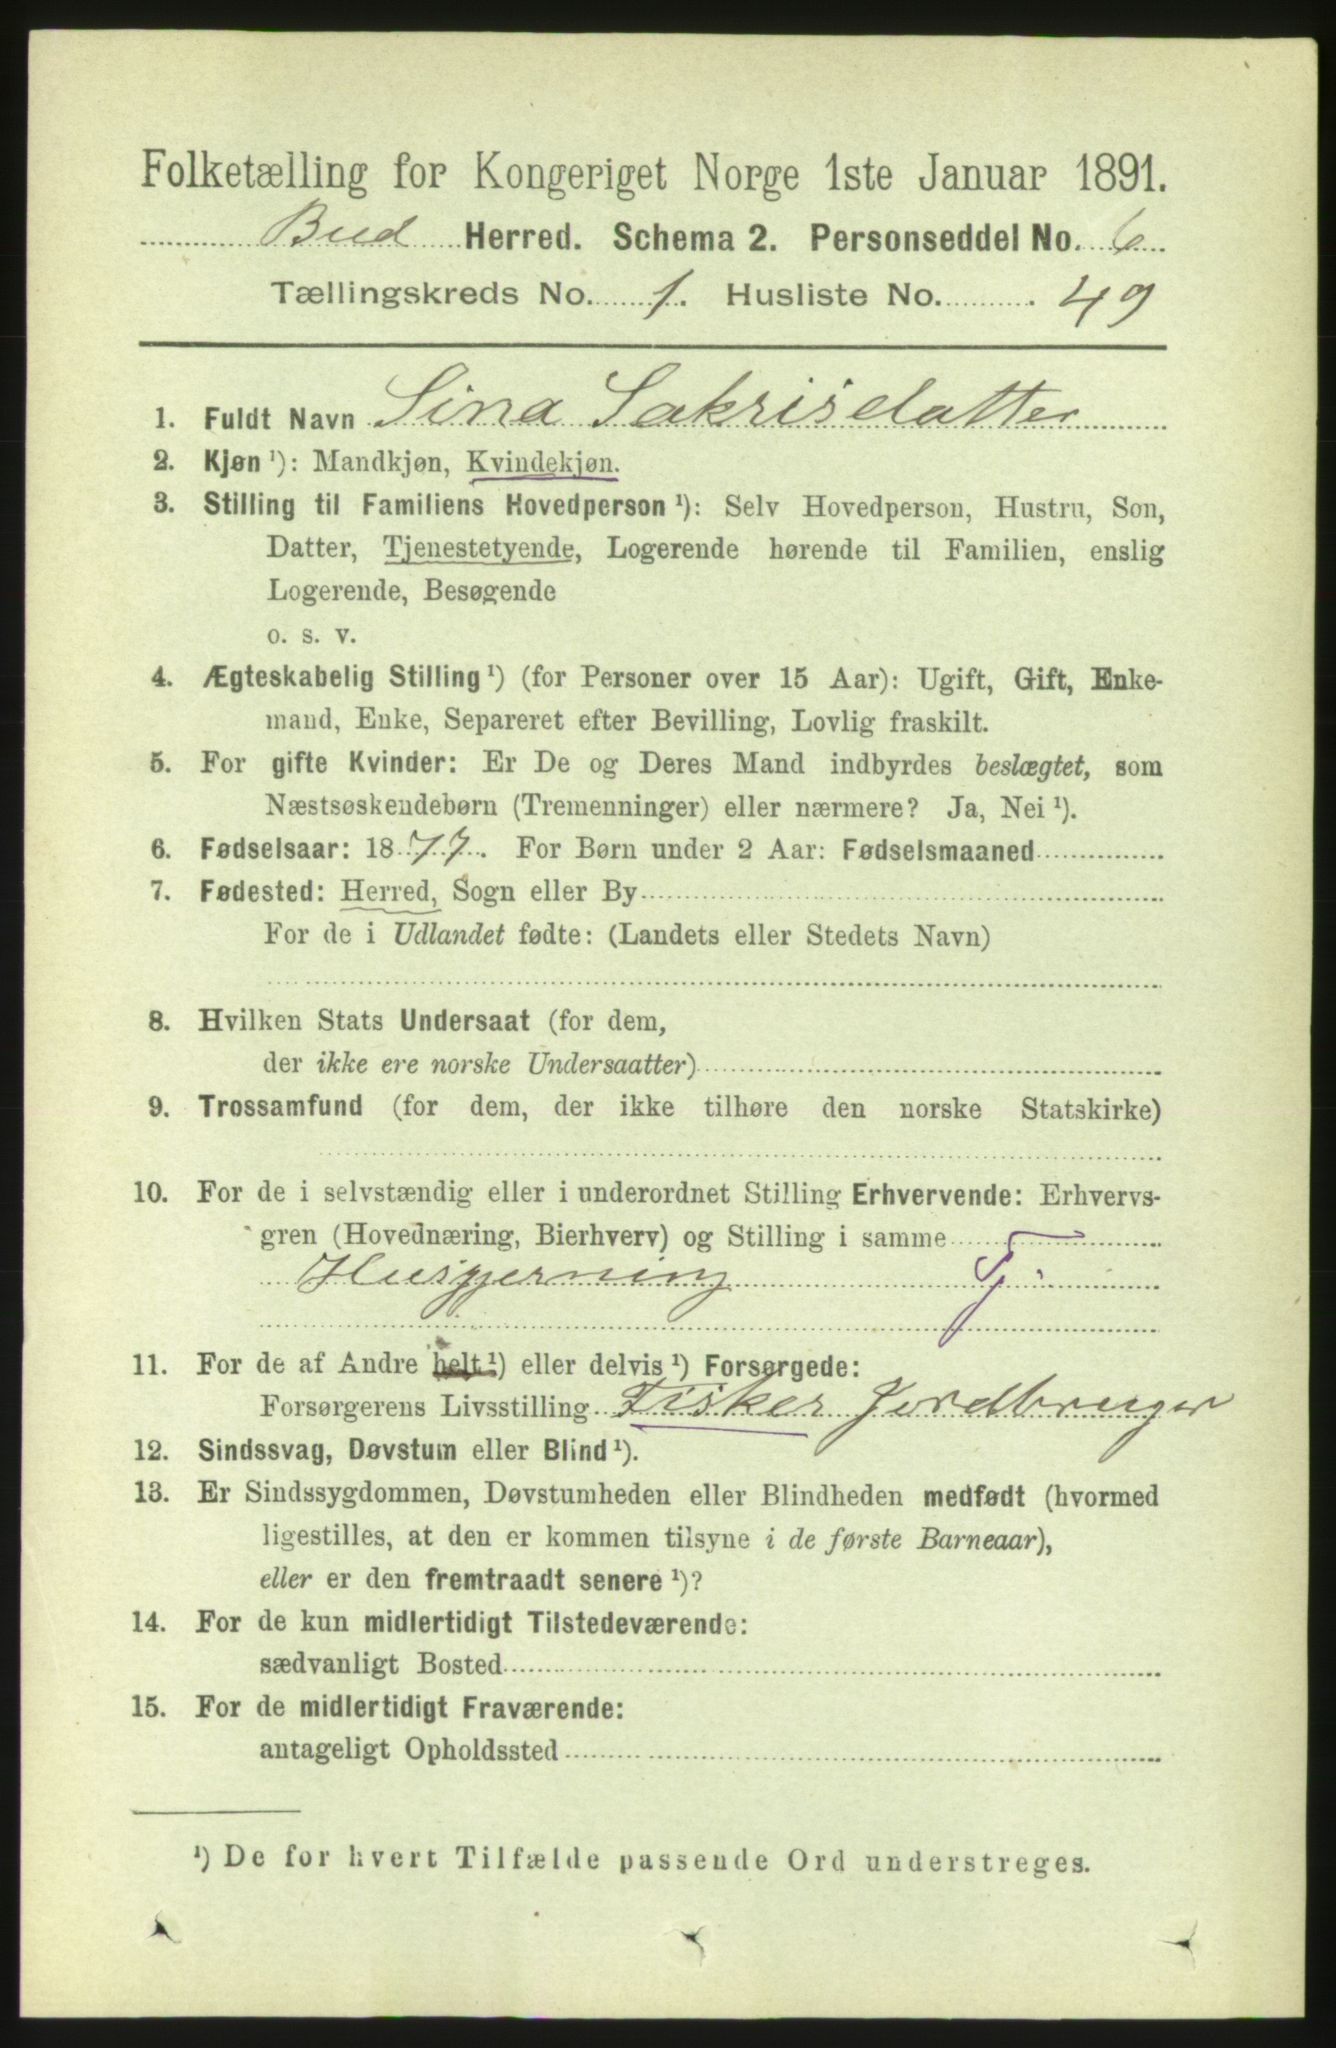 Folketælling for Kongeriget Norge 1ste Januar 1891.
Bud Herred. Schema 2. Personseddel No. 6
Tællingskreds No. 1. Husliste No. 49
1. Fuldt Navn Sina Sakrisdatter
2. Kjøn ¹): Mandkjøn, Kvindekjøn.
3. Stilling til Familiens Hovedperson ¹): Selv Hovedperson, Hustru, Søn,
Datter, Tjenestetyende, Logerende hørende til Familien, enslig
Logerende, Besøgende
o. s. v.
4. Ægteskabelig Stilling ¹) (for Personer over 15 Aar): Ugift, Gift, Enke-
mand, Enke, Separeret efter Bevilling, Lovlig fraskilt.
5. For gifte Kvinder: Er De og Deres Mand indbyrdes beslægtet, som
Næstsøskendebørn (Tremenninger) eller nærmere? Ja, Nei ¹).
6. Fødselsaar: 1877. For Børn under 2 Aar: Fødselsmaaned
7. Fødested: Herred, Sogn eller By
For de i Udlandet fødte: (Landets eller Stedets Navn)
8. Hvilken Stats Undersaat (for dem,
der ikke ere norske Undersaatter)
9. Trossamfund (for dem, der ikke tilhøre den norske Statskirke)
10. For de i selvstændig eller i underordnet Stilling Erhvervende: Erhvervs-
gren (Hovednæring, Bierhverv) og Stilling i samme
Husgjerning Tj.
11. For de af Andre helt ¹) eller delvis ¹) Forsørgede:
Forsørgerens Livsstilling Fisker Jordbruger
12. Sindssvag, Døvstum eller Blind ¹).
13. Er Sindssygdommen, Døvstumheden eller Blindheden medfødt (hvormed
ligestilles, at den er kommen tilsyne i de første Barneaar),
eller er den fremtraadt senere ¹)?
14. For de kun midlertidigt Tilstedeværende:
sædvanligt Bosted
15. For de midlertidigt Fraværende:
antageligt Opholdssted
¹) De for hvert Tilfælde passende Ord understreges.